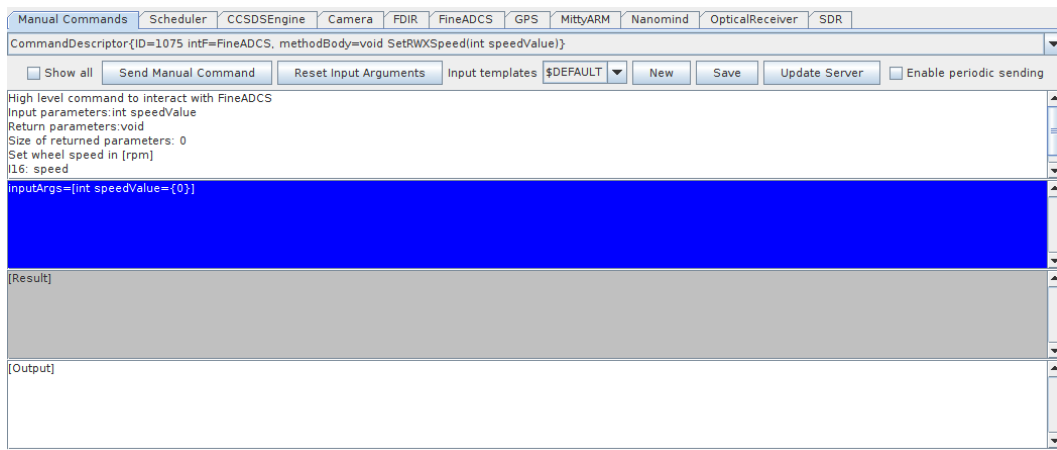 Manual Commands Scheduler CCSDSEngine Camera FDIR FineADCS GPS MittyARM Nanomind OpticalReceiver SDR
CommandDescriptor{ID=1075 intF=FineADCS, methodBody=void SetRWXSpeed(int speedValue)}
Show all Send Manual Command Reset Input Arguments Input templates $DEFAULT New Save Update Server Enable periodic sending
High level command to interact with FineADCS
Input parameters:int speedValue
Return parameters:void
Size of returned parameters: 0
Set wheel speed in [rpm]
I16: speed
inputArgs=[int speedValue={0}]
[Result]
[Output]